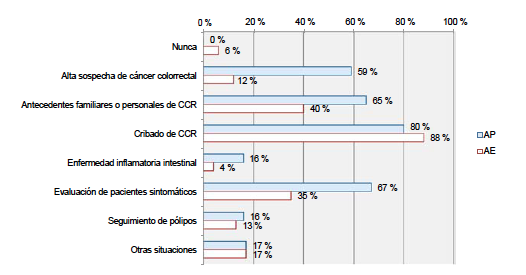 0 % 20 % 40 % 60 % 80 % 100 %
Nunca 0 % 6 %
Alta sospecha de cáncer colorrectal 59 % 12 %
Antecedentes familiares o personales de CCR 65 % 40 %
Cribado de CCR 80 % 88 %
Enfermedad inflamatoria intestinal 16 % 4 %
Evaluación de pacientes sintomáticos 67 % 35 %
Seguimiento de pólipos 16 % 13 %
Otras situaciones 17 % 17 %
AP
AE